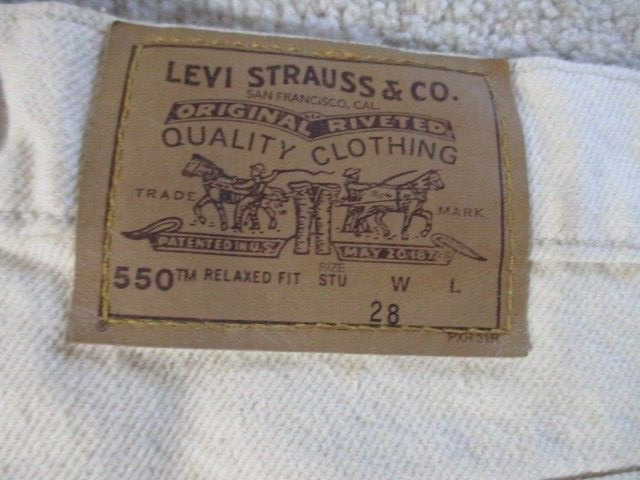 LEVI STRAUSS & CO.
SAN FRANCISCO, CAL.
ORIGINAL RIVETED
QUALITY CLOTHING
TRADE MARK
PATENTED IN U.S. MAY 20 1873
550™ RELAXED FIT SIZE STU W L
28
®